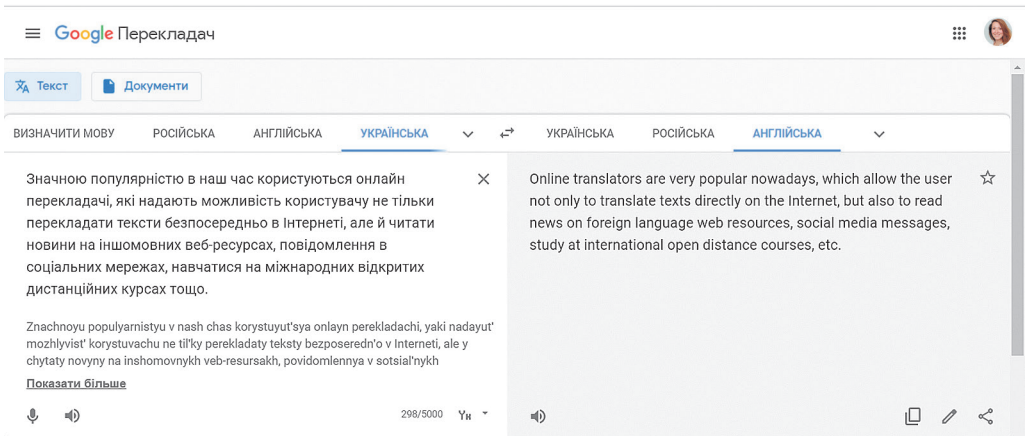 Google Перекладач
Текст
Документи
ВИЗНАЧИТИ МОВУ РОСІЙСЬКА АНГЛІЙСЬКА УКРАЇНСЬКА
УКРАЇНСЬКА РОСІЙСЬКА АНГЛІЙСЬКА
Значною популярністю в наш час користуються онлайн
перекладачі, які надають можливість користувачу не тільки
перекладати тексти безпосередньо в Інтернеті, але й читати
новини на іншомовних веб-ресурсах, повідомлення в
соціальних мережах, навчатися на міжнародних відкритих
дистанційних курсах тощо.
Znachnoyu populyarnistyu v nash chas korystuyut'sya onlayn perekladachi, yaki nadayut'
mozhlyvist' korystuvachu ne til'ky perekladaty teksty bezposeredn'o v Interneti, ale y
chytaty novyny na inshomovnykh veb-resursakh, povidomlennya v sotsial'nykh
Показати більше
298/5000
Online translators are very popular nowadays, which allow the user
not only to translate texts directly on the Internet, but also to read
news on foreign language web resources, social media messages,
study at international open distance courses, etc.